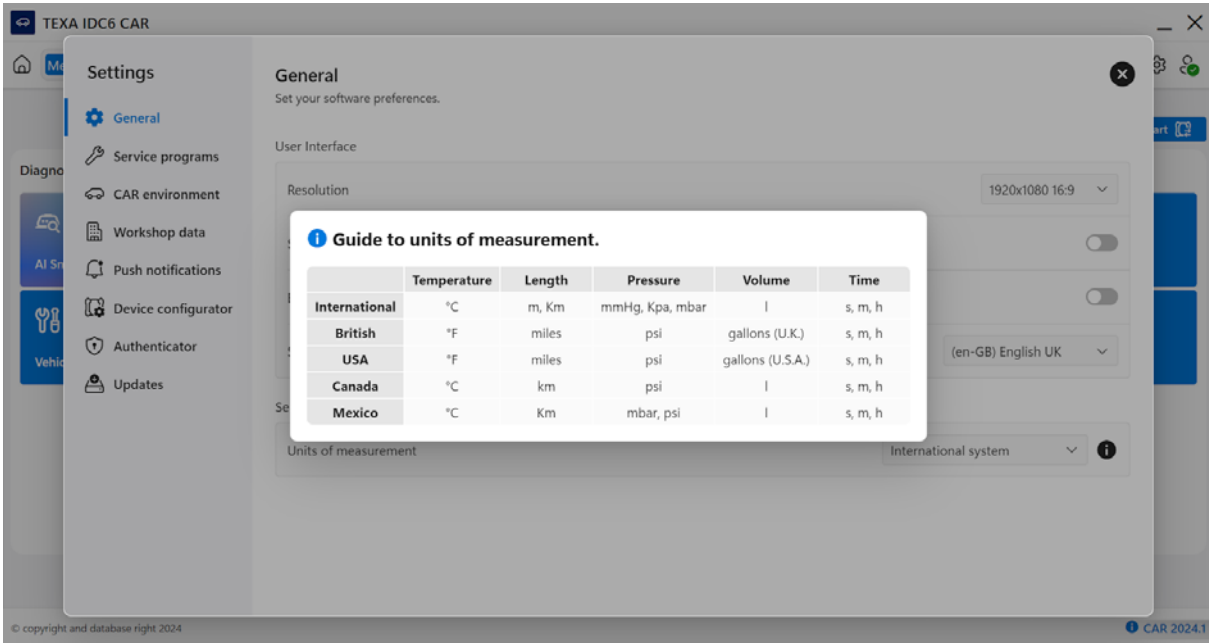 TEXA IDC6 CAR
Settings
General
Set your software preferences.
General
Service programs
CAR environment
Workshop data
Push notifications
Device configurator
Authenticator
Updates
User Interface
Resolution
1920x1080 16:9
Guide to units of measurement.
Temperature Length Pressure Volume Time
International °C m, Km mmHg, Kpa, mbar l s, m, h
British °F miles psi gallons (U.K.) s, m, h
USA °F miles psi gallons (U.S.A.) s, m, h
Canada °C km psi l s, m, h
Mexico °C Km mbar, psi l s, m, h
(en-GB) English UK
Units of measurement
International system
© copyright and database right 2024
CAR 2024.1